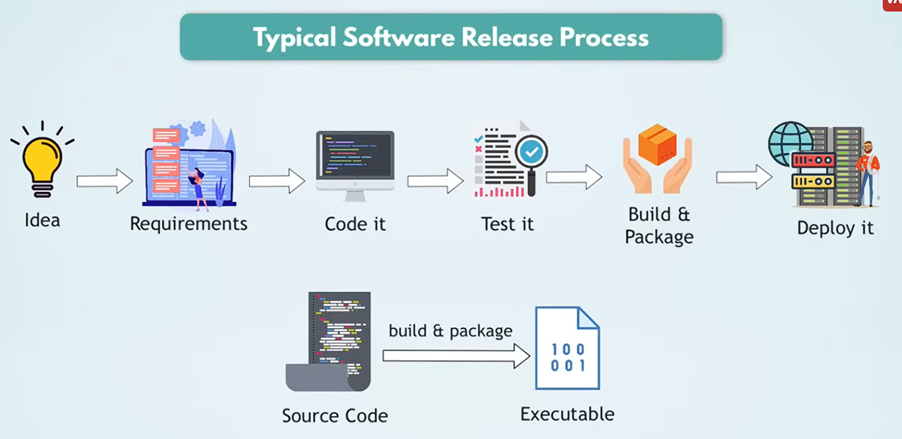 Typical Software Release Process
Idea
Requirements
Code it
Test it
Build &
Package
Deploy it
build & package
100
001
Source Code
Executable